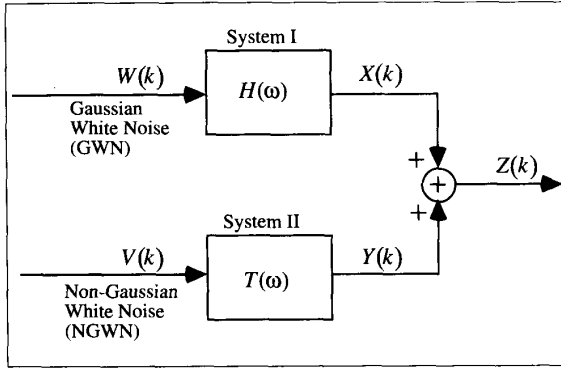 System I
W(k)
H(ω)
X(k)
Gaussian
White Noise
(GWN)
+
+
Z(k)
+
System II
V(k)
T(ω)
Y(k)
Non-Gaussian
White Noise
(NGWN)